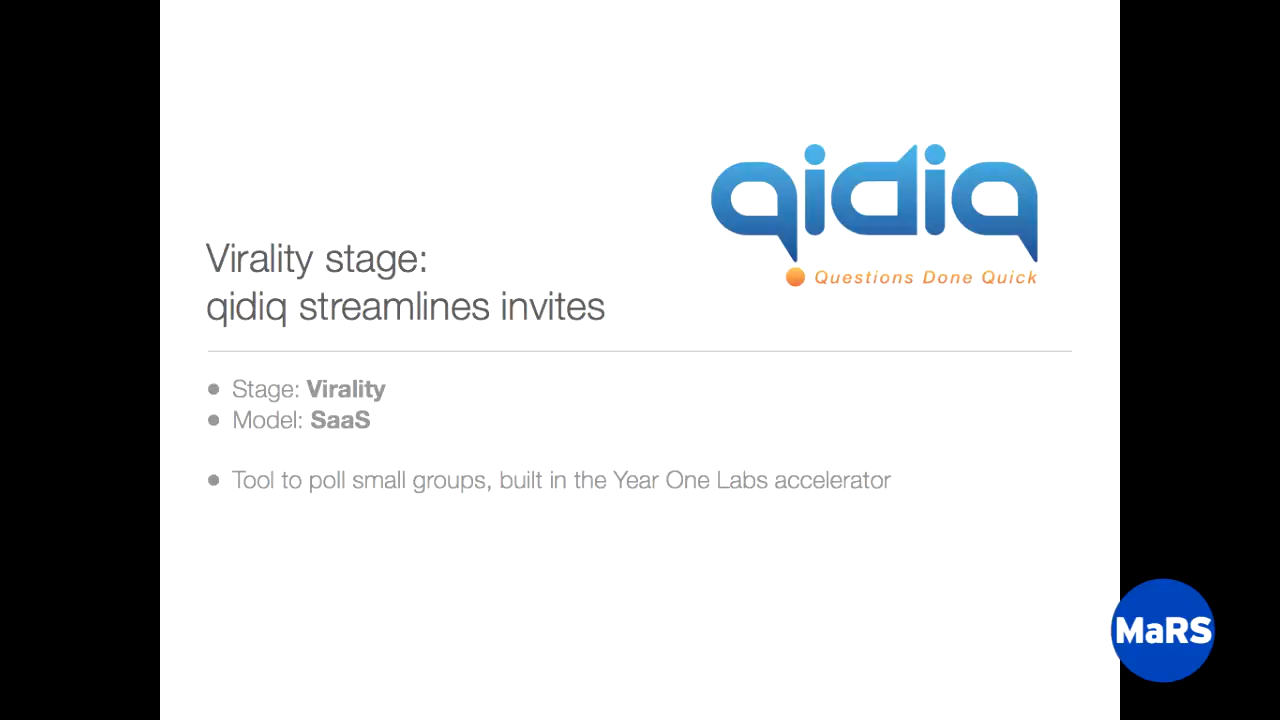 qidiq
Questions Done Quick
Virality stage:
qidiq streamlines invites
Stage: Virality
Model: SaaS
Tool to poll small groups, built in the Year One Labs accelerator
MaRS